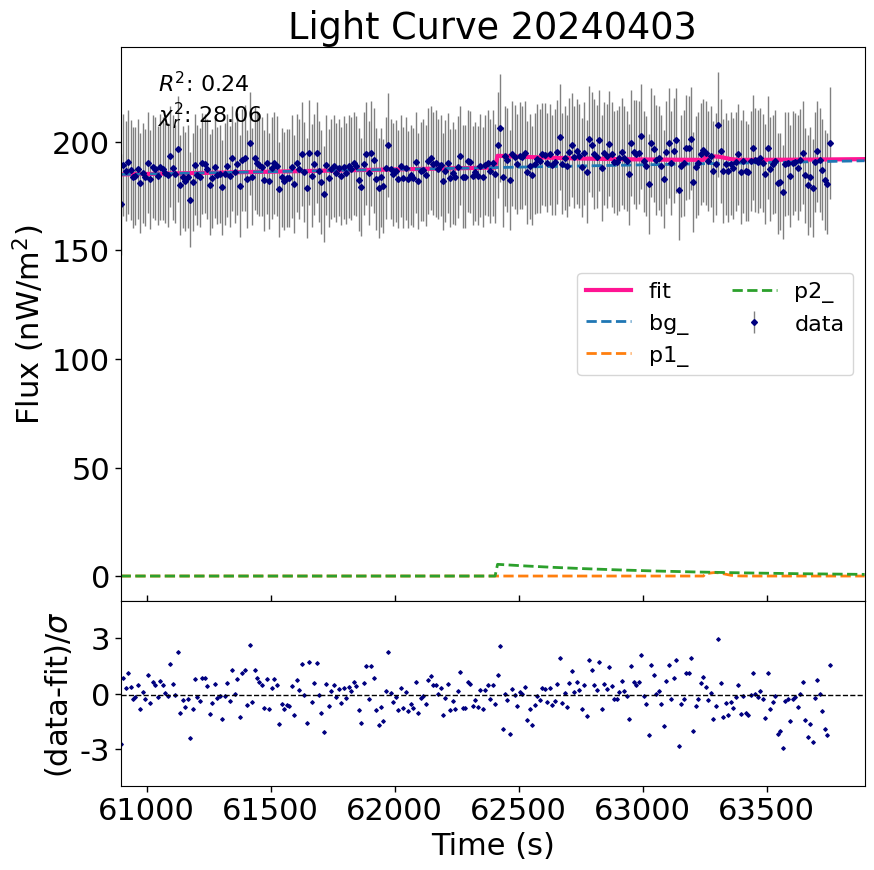 Light Curve 20240403
R²: 0.24
χ²ᵣ: 28.06
Flux (nW/m²)
200
150
100
50
0
fit
bg_
p1_
p2_
data
(data-fit)/σ
3
0
-3
61000 61500 62000 62500 63000 63500
Time (s)